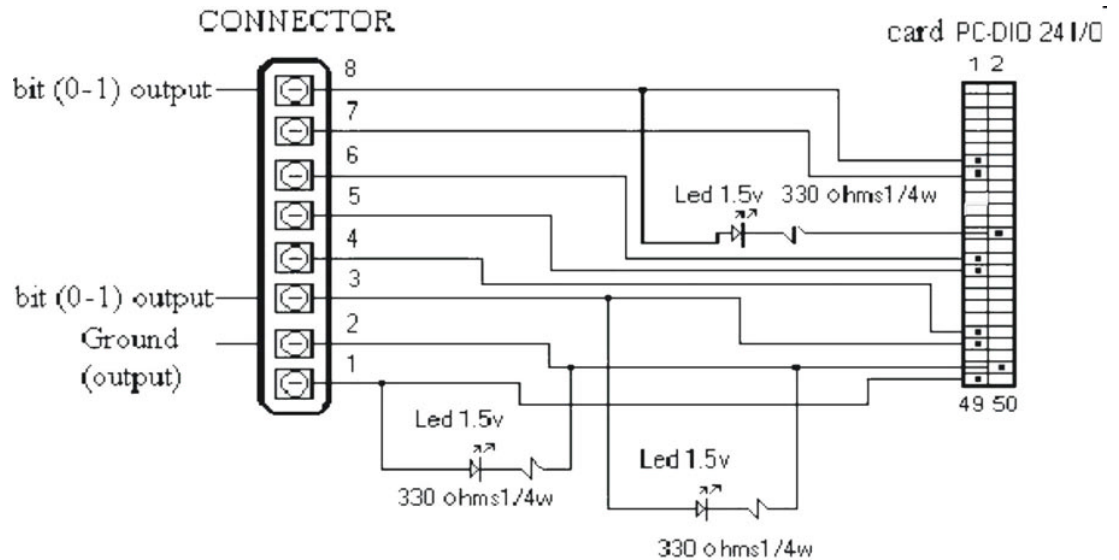 CONNECTOR
card PC-DIO 24 I/O
1 2
bit (0-1) output
8
7
6
5
4
3
2
1
Led 1.5v 330 ohms1/4w
bit (0-1) output
Ground
(output)
49 50
Led 1.5v
330 ohms1/4w
Led 1.5v
330 ohms1/4w